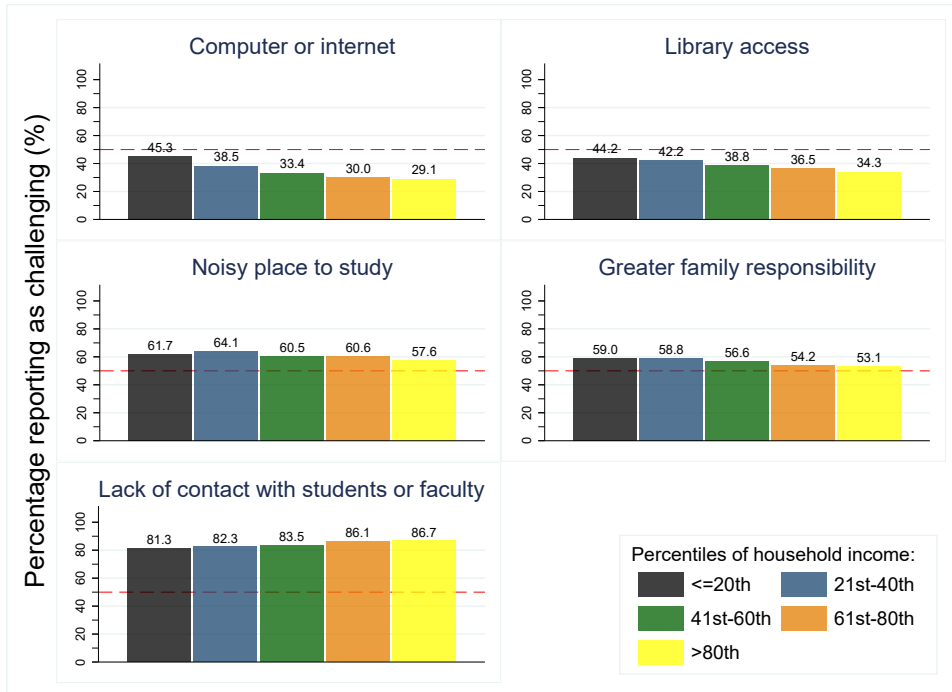 Percentage reporting as challenging (%)
Computer or internet
0 20 40 60 80 100
45.3 38.5 33.4 30.0 29.1
Library access
0 20 40 60 80 100
44.2 42.2 38.8 36.5 34.3
Noisy place to study
0 20 40 60 80 100
61.7 64.1 60.5 60.6 57.6
Greater family responsibility
0 20 40 60 80 100
59.0 58.8 56.6 54.2 53.1
Lack of contact with students or faculty
0 20 40 60 80 100
81.3 82.3 83.5 86.1 86.7
Percentiles of household income:
<=20th 21st-40th
41st-60th 61st-80th
>80th